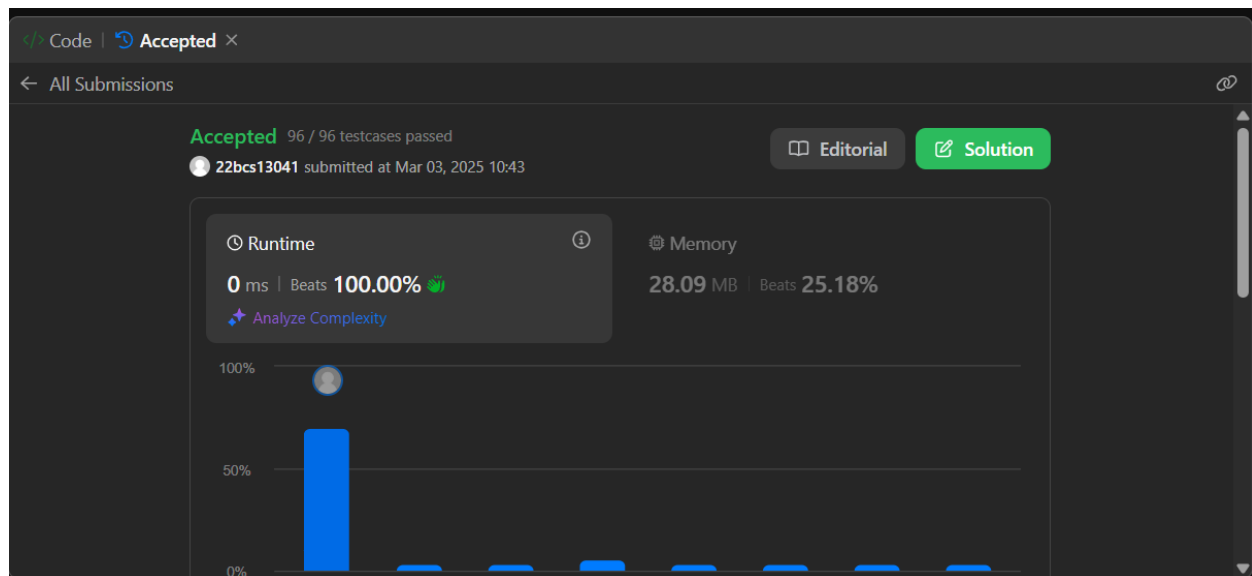 </> Code | Accepted ×
← All Submissions
Accepted 96 / 96 testcases passed
22bcs13041 submitted at Mar 03, 2025 10:43
Editorial
Solution
Runtime
0 ms | Beats 100.00%
Analyze Complexity
Memory
28.09 MB | Beats 25.18%
100%
50%
0%